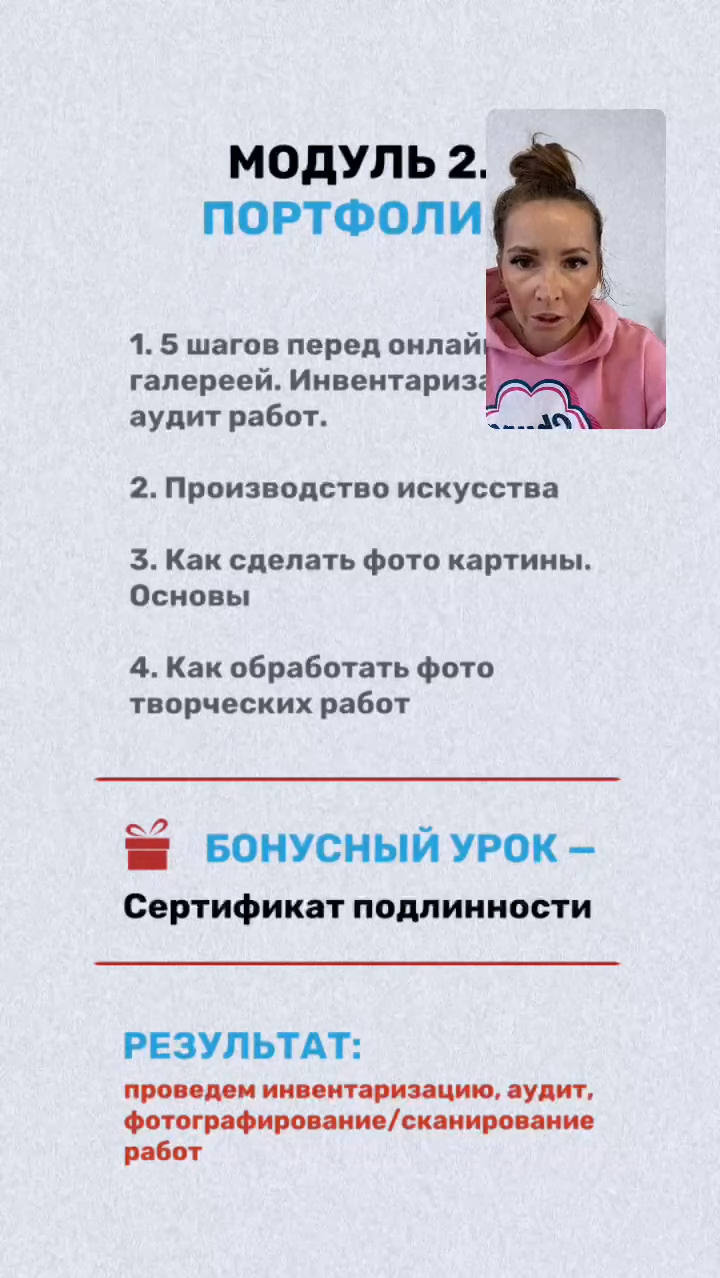 МОДУЛЬ 2.
ПОРТФОЛИ
1. 5 шагов перед онлай
галереей. Инвентариза
аудит работ.
2. Производство искусства
3. Как сделать фото картины.
Основы
4. Как обработать фото
творческих работ
БОНУСНЫЙ УРОК –
Сертификат подлинности
РЕЗУЛЬТАТ:
проведем инвентаризацию, аудит,
фотографирование/сканирование
работ